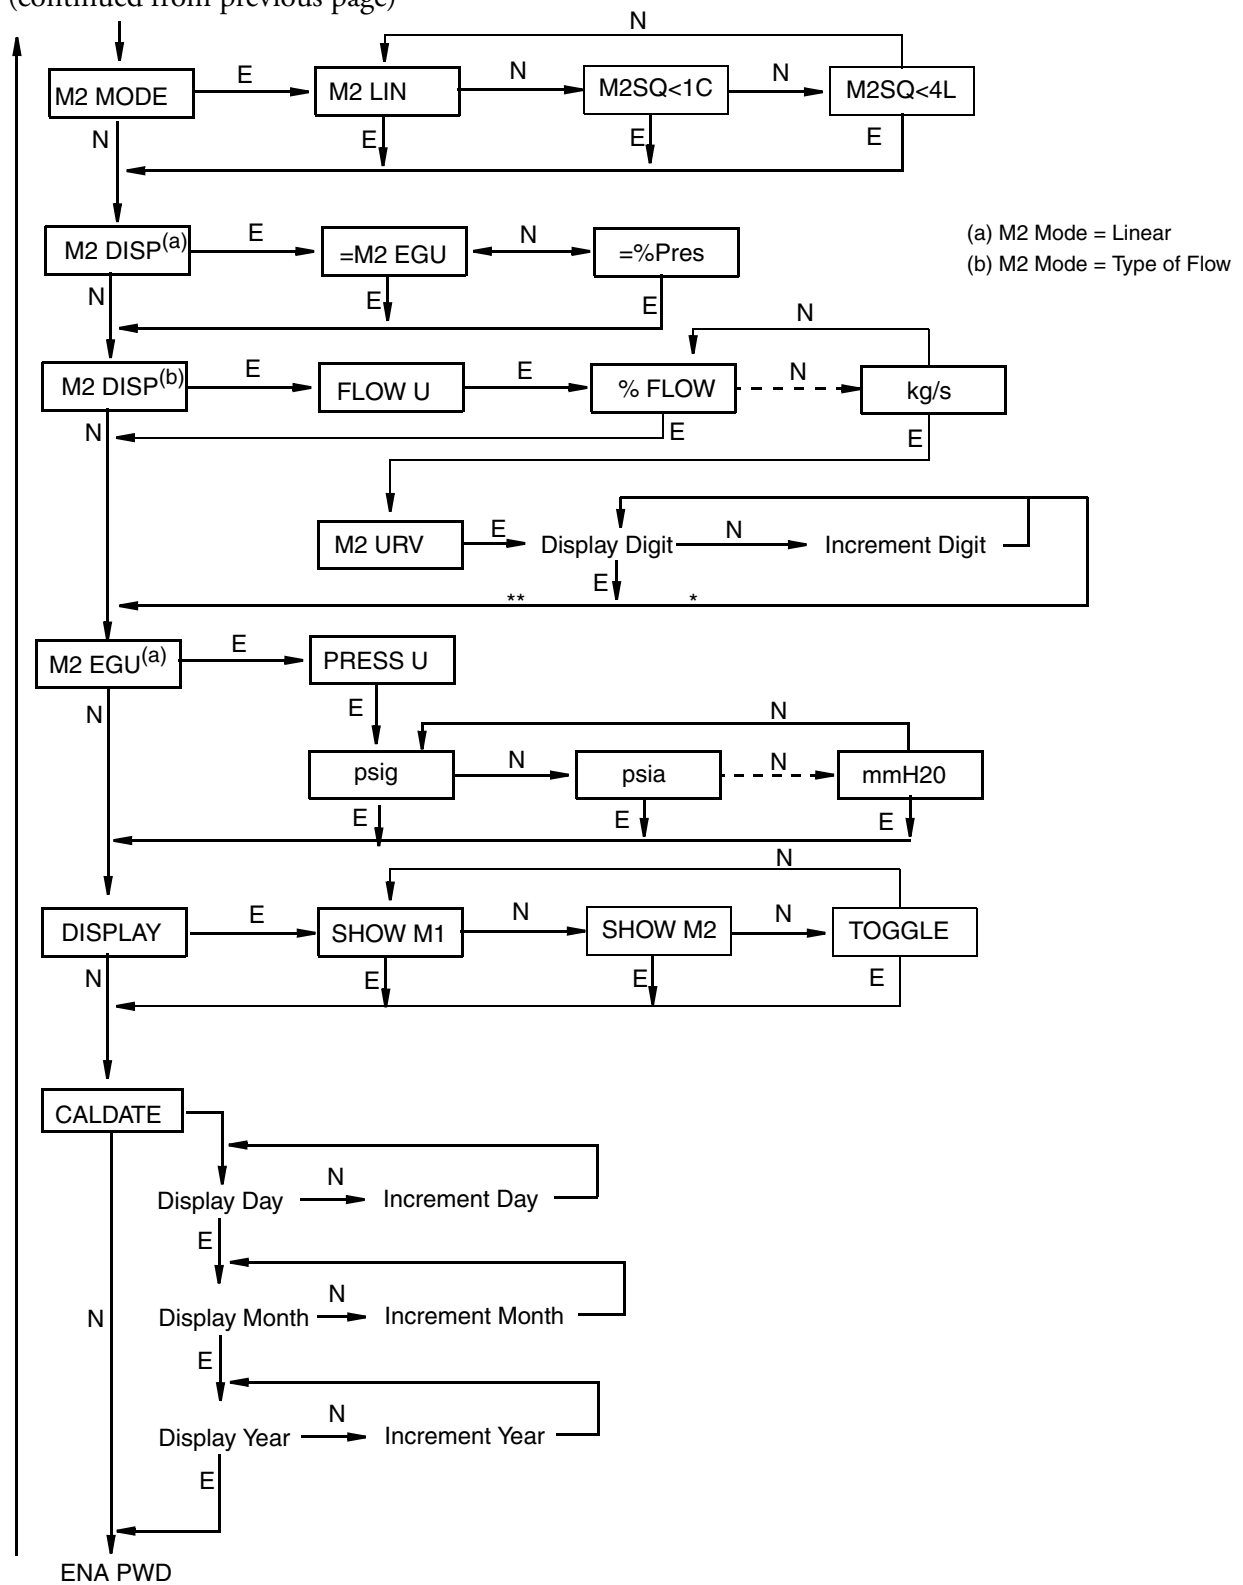 (continued from previous page)
N
M2 MODE E M2 LIN N M2SQ<1C N M2SQ<4L
N E E E
M2 DISP(a) E =M2 EGU N =%Pres
(a) M2 Mode = Linear
(b) M2 Mode = Type of Flow
N E E
N
M2 DISP(b) E FLOW U E % FLOW N kg/s
N E E
M2 URV E Display Digit N Increment Digit
E
** *
M2 EGU(a) E PRESS U
N E
N
psig N psia N mmH20
E E E
N
DISPLAY E SHOW M1 N SHOW M2 N TOGGLE
N E E E
CALDATE
Display Day N Increment Day
E
N
Display Month N Increment Month
E
Display Year N Increment Year
E
ENA PWD